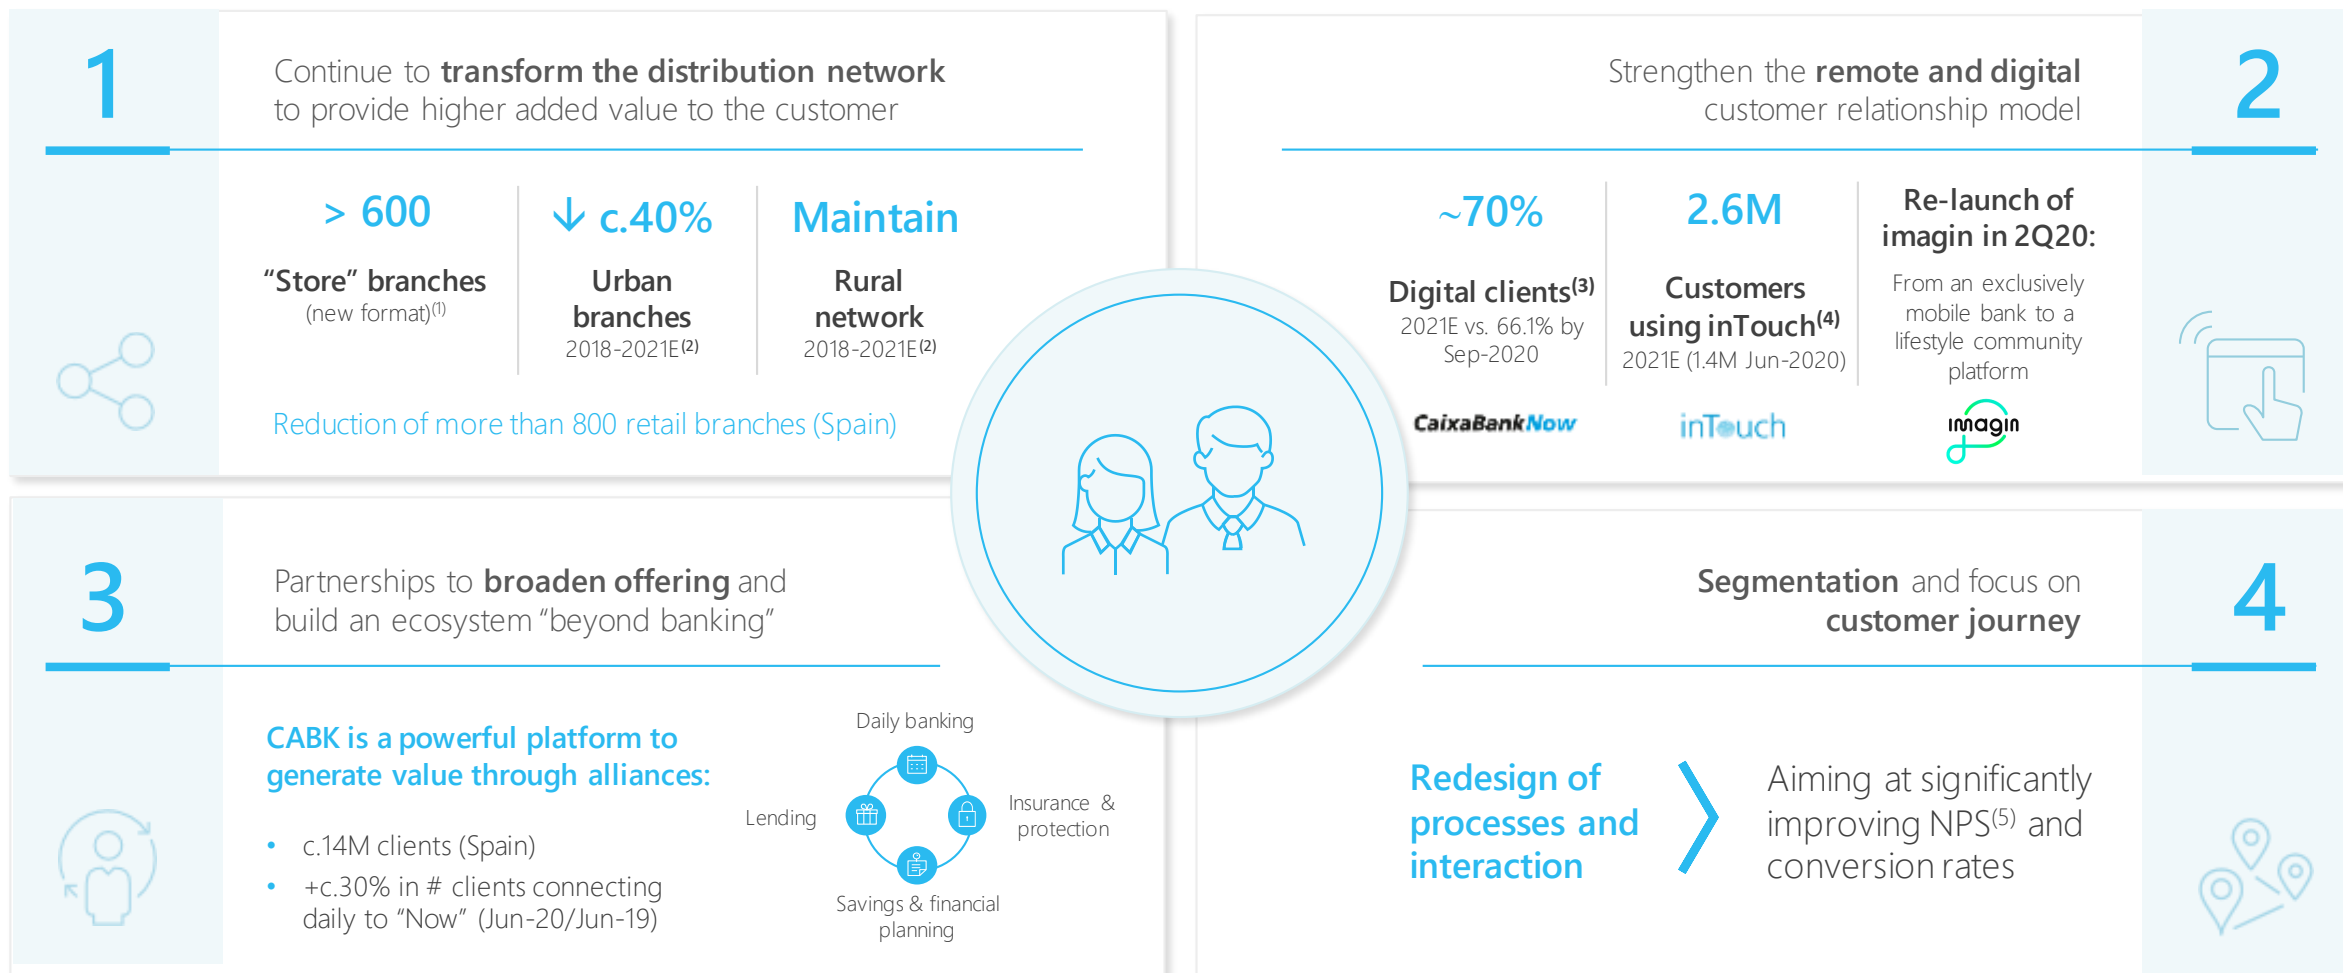 1
Continue to transform the distribution network
to provide higher added value to the customer
> 600
“Store” branches
(new format)(1)
↓ c.40%
Urban
branches
2018-2021E(2)
Maintain
Rural
network
2018-2021E(2)
Reduction of more than 800 retail branches (Spain)
2
Strengthen the remote and digital
customer relationship model
~70%
Digital clients(3)
2021E vs. 66.1% by
Sep-2020
CaixaBankNow
2.6M
Customers
using inTouch(4)
2021E (1.4M Jun-2020)
inTouch
Re-launch of
imagin in 2Q20:
From an exclusively
mobile bank to a
lifestyle community
platform
imagin
3
Partnerships to broaden offering and
build an ecosystem “beyond banking”
CABK is a powerful platform to
generate value through alliances:
• c.14M clients (Spain)
• +c.30% in # clients connecting
daily to “Now” (Jun-20/Jun-19)
Daily banking
Lending
Insurance &
protection
Savings & financial
planning
4
Segmentation and focus on
customer journey
Redesign of
processes and
interaction
Aiming at significantly
improving NPS(5) and
conversion rates